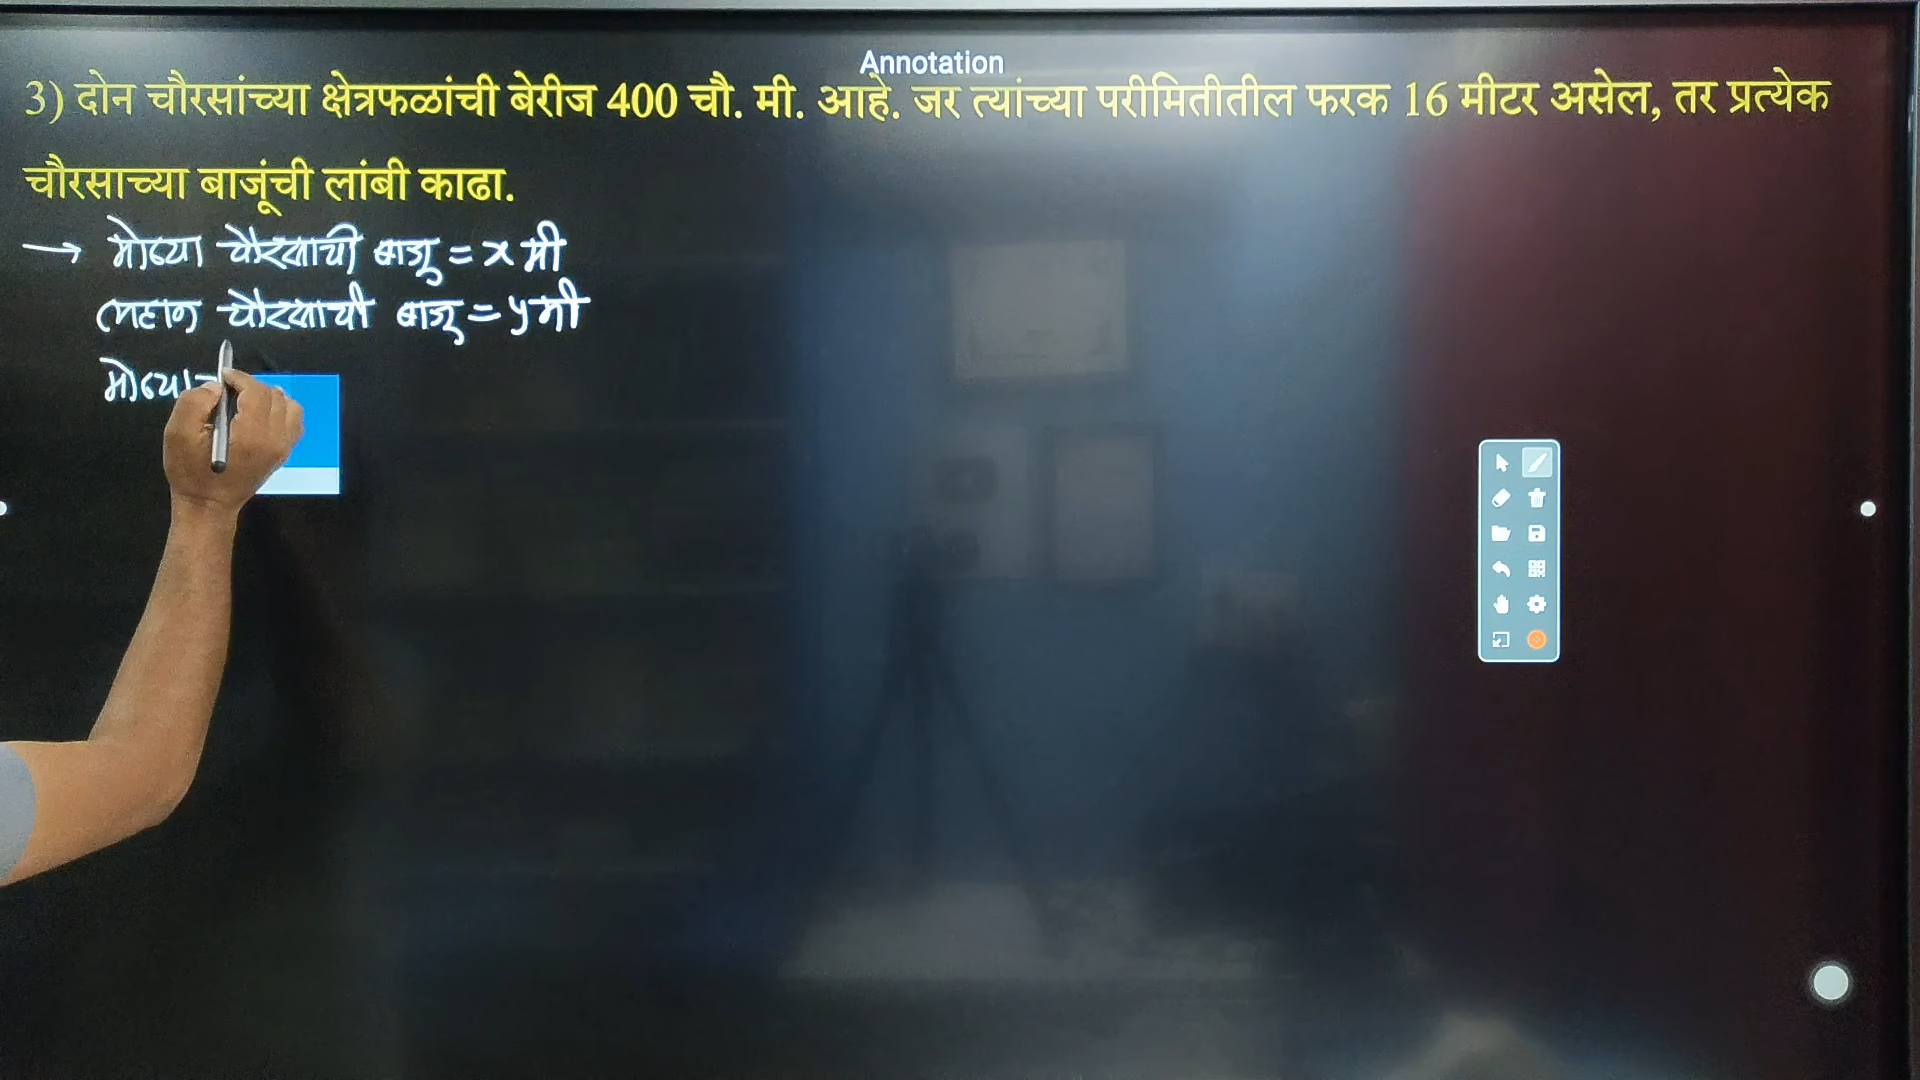 Annotation
3) दोन चौरसांच्या क्षेत्रफळांची बेरीज 400 चौ. मी. आहे. जर त्यांच्या परीमितीतील फरक 16 मीटर असेल, तर प्रत्येक
चौरसाच्या बाजूंची लांबी काढा.
→ मोठ्या चौरसाची बाजू = x मी
लहान चौरसाची बाजू = y मी
मोठ्या